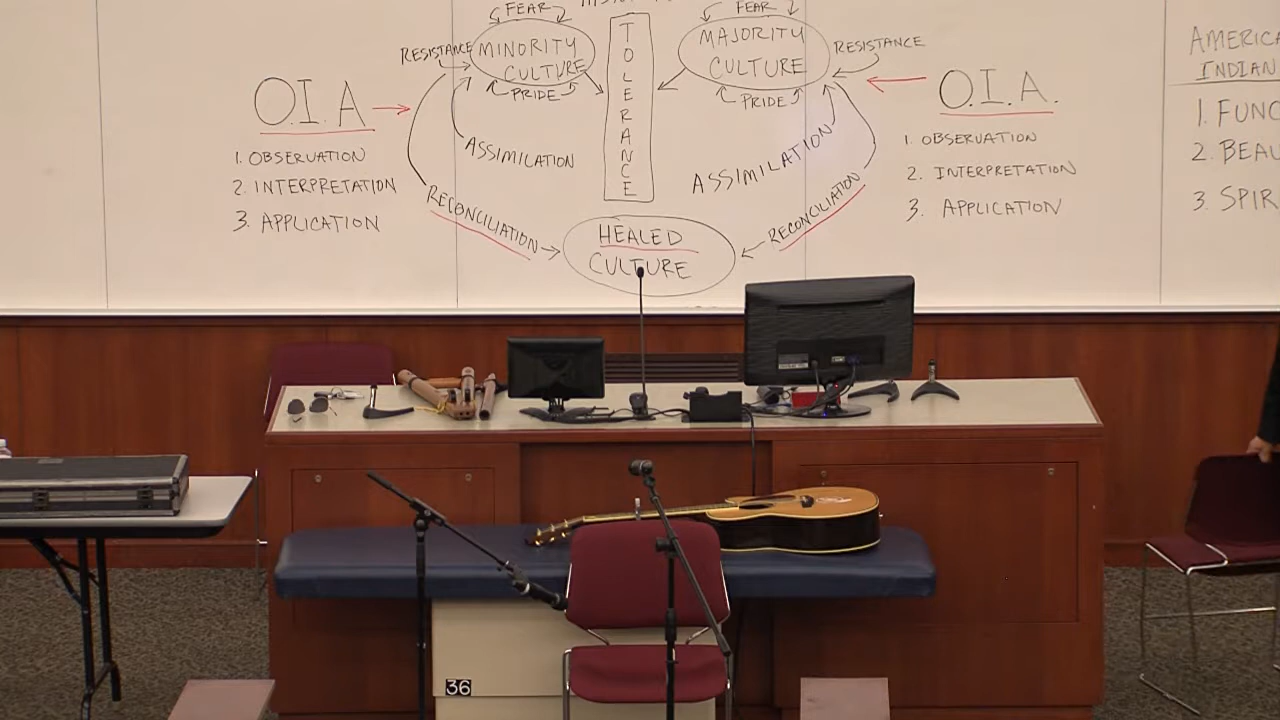 FEAR
FEAR
RESISTANCE
MINORITY
CULTURE
PRIDE
TOLERANCE
MAJORITY
CULTURE
PRIDE
RESISTANCE
O.I.A
1. OBSERVATION
2. INTERPRETATION
3. APPLICATION
ASSIMILATION
ASSIMILATION
RECONCILIATION
RECONCILIATION
HEALED
CULTURE
O.I.A.
1. OBSERVATION
2. INTERPRETATION
3. APPLICATION
AMERICA
INDIAN
1. FUNC
2. BEAU
3. SPIR
36